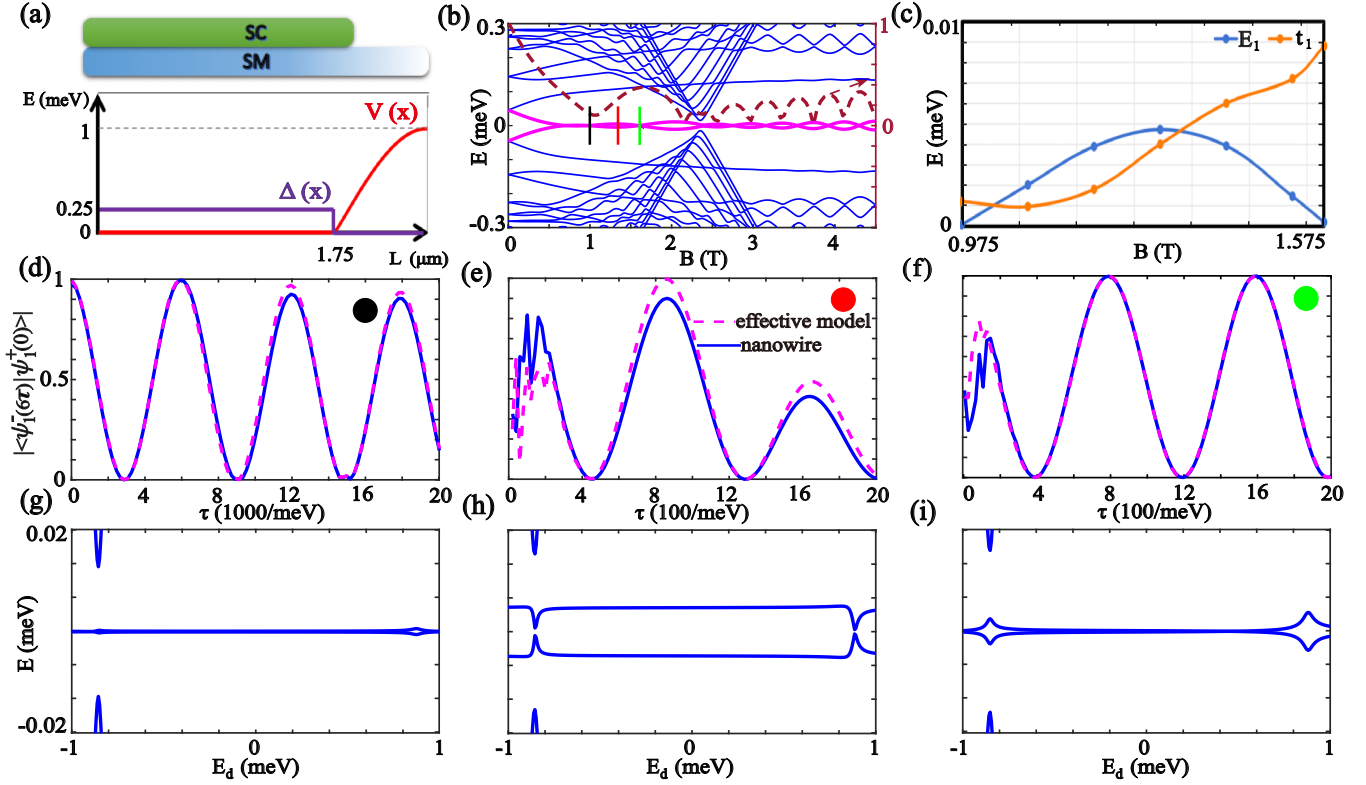 (a)
SC
SM
E (meV)
1
V (x)
Δ (x)
0.25
0
1.75
L (μm)
(b)
0.3
E (meV)
0
-0.3
0 1 2 3 4
B (T)
1
0
(c)
0.01
E (meV)
0
E₁ t₁
0.975 1.575
B (T)
(d)
1
|<ψ₁⁻(6τ)|ψ₁⁺(0)>|
0.5
0
0 4 8 12 16 20
τ (1000/meV)
(e)
effective model
nanowire
0 4 8 12 16 20
τ (100/meV)
(f)
0 4 8 12 16 20
τ (100/meV)
(g)
0.02
E (meV)
-0.02
-1 0 1
E_d (meV)
(h)
-1 0 1
E_d (meV)
(i)
-1 0 1
E_d (meV)